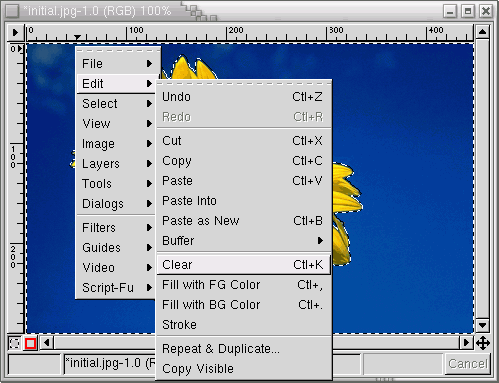 *initial.jpg-1.0 (RGB) 100%
0 100 200 300 400
0
100
200
File
Edit
Select
View
Image
Layers
Tools
Dialogs
Filters
Guides
Video
Script-Fu
Undo Ctl+Z
Redo Ctl+R
Cut Ctl+X
Copy Ctl+C
Paste Ctl+V
Paste Into
Paste as New Ctl+B
Buffer
Clear Ctl+K
Fill with FG Color Ctl+,
Fill with BG Color Ctl+.
Stroke
Repeat & Duplicate...
Copy Visible
*initial.jpg-1.0 (R
Cancel